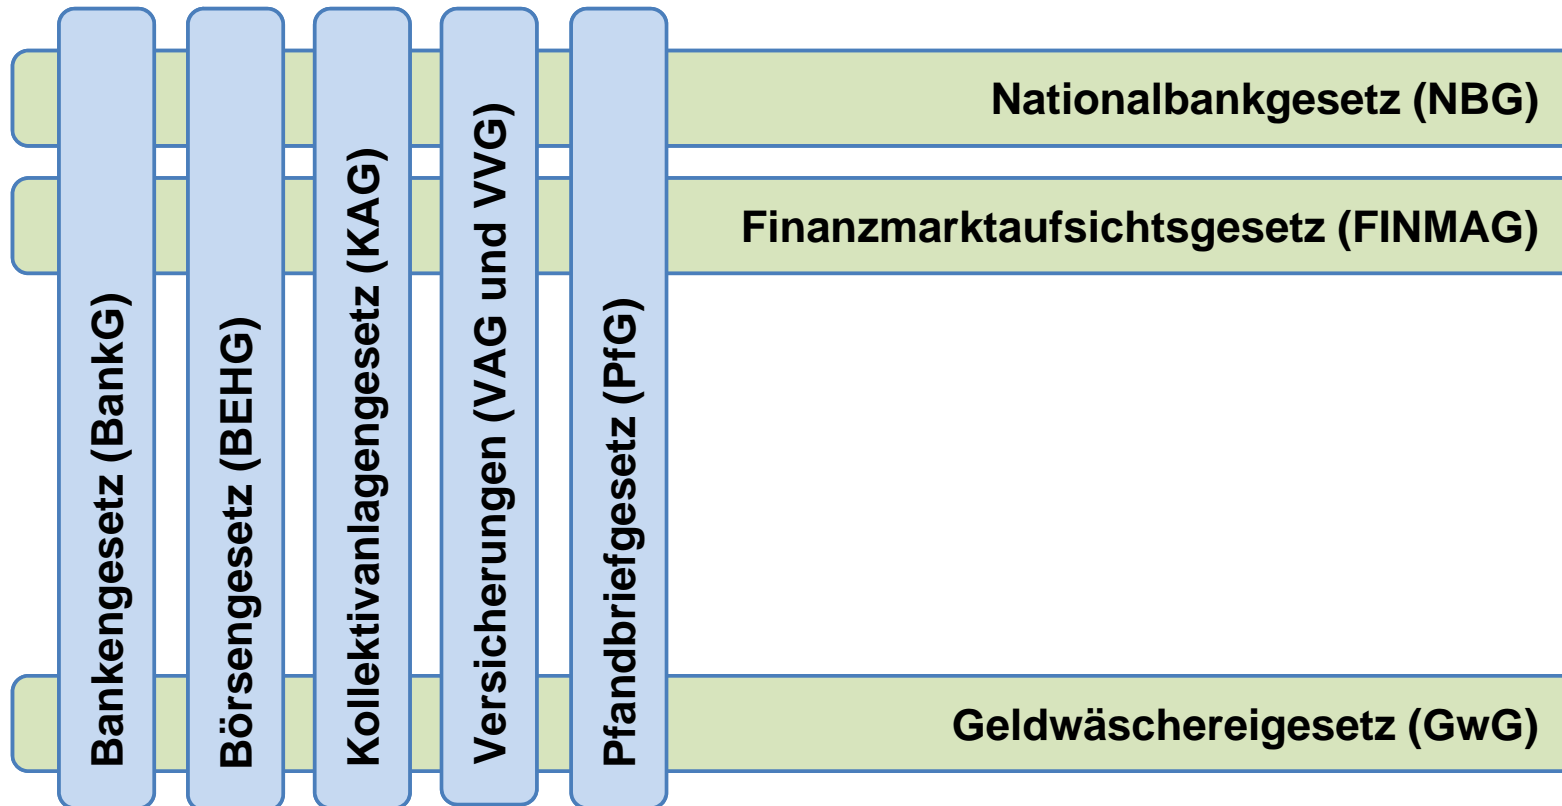 Nationalbankgesetz (NBG)
Finanzmarktaufsichtsgesetz (FINMAG)
Bankengesetz (BankG)
Börsengesetz (BEHG)
Kollektivanlagengesetz (KAG)
Versicherungen (VAG und VVG)
Pfandbriefgesetz (PfG)
Geldwäschereigesetz (GwG)